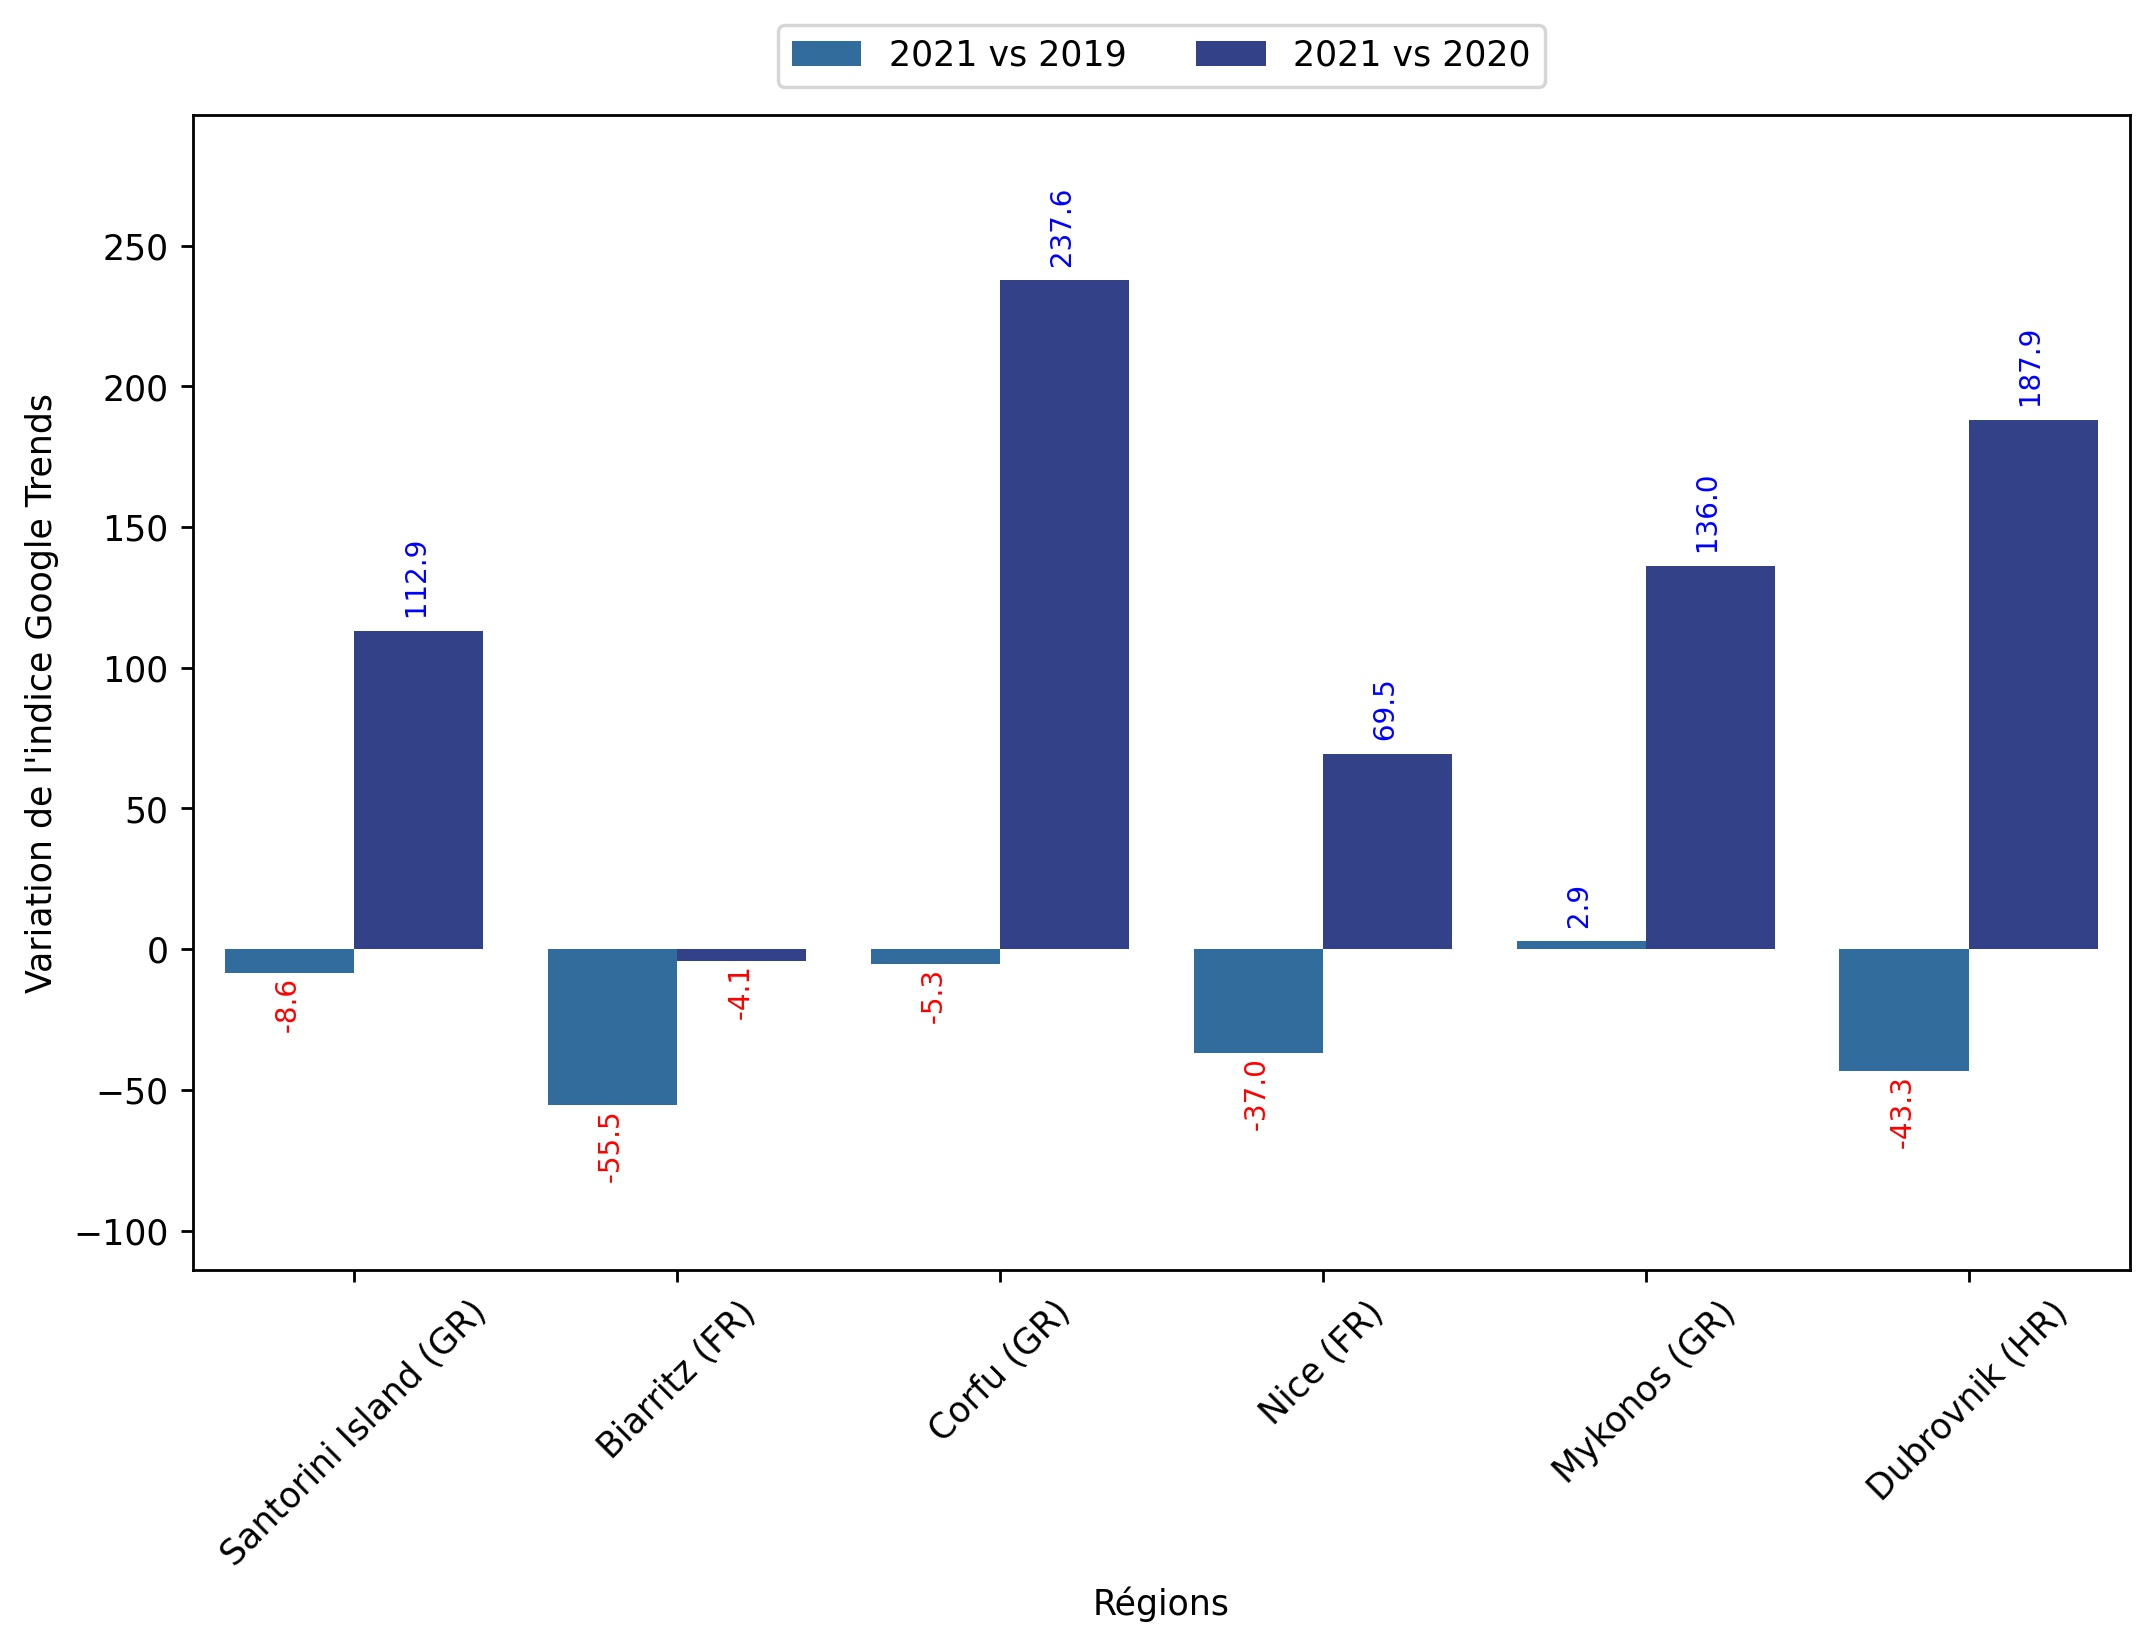 2021 vs 2019
2021 vs 2020
Variation de l'indice Google Trends
250
200
150
100
50
0
−50
−100
-8.6
112.9
-55.5
-4.1
-5.3
237.6
-37.0
69.5
2.9
136.0
-43.3
187.9
Santorini Island (GR)
Biarritz (FR)
Corfu (GR)
Nice (FR)
Mykonos (GR)
Dubrovnik (HR)
Régions